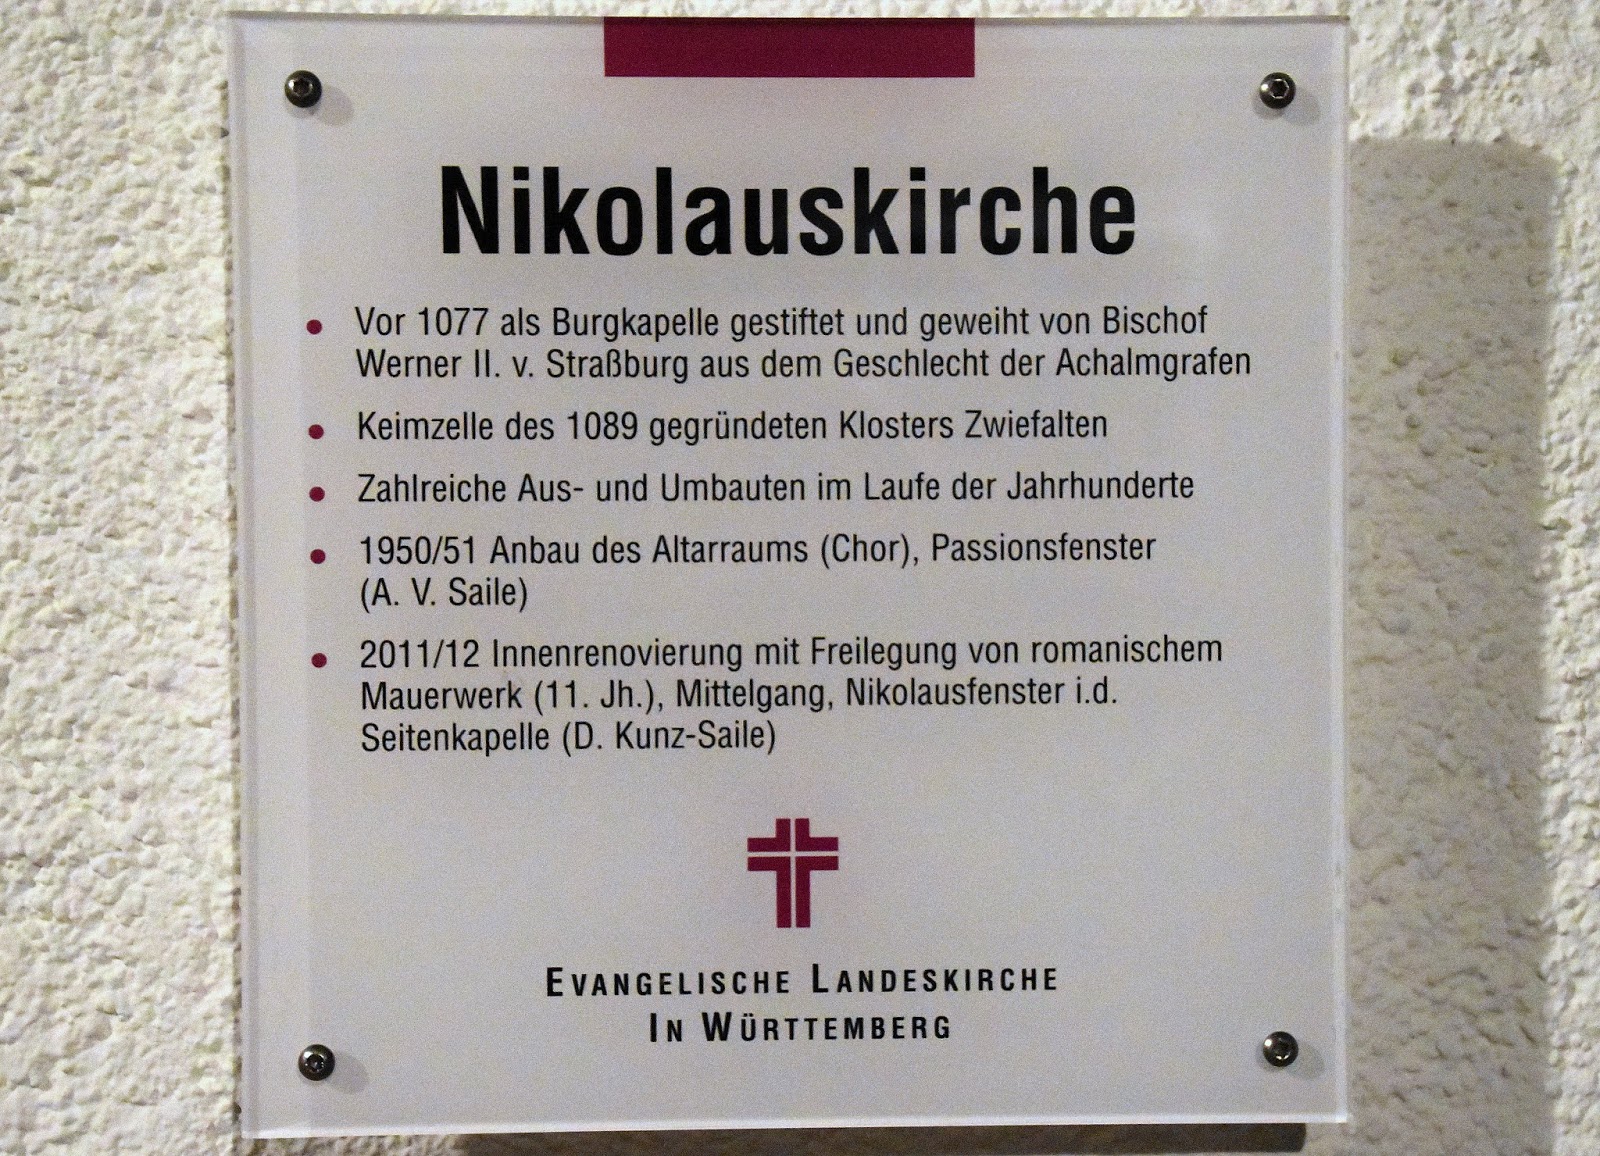 Nikolauskirche
• Vor 1077 als Burgkapelle gestiftet und geweiht von Bischof
Werner II. v. Straßburg aus dem Geschlecht der Achalmgrafen
• Keimzelle des 1089 gegründeten Klosters Zwiefalten
• Zahlreiche Aus- und Umbauten im Laufe der Jahrhunderte
• 1950/51 Anbau des Altarraums (Chor), Passionsfenster
(A. V. Saile)
• 2011/12 Innenrenovierung mit Freilegung von romanischem
Mauerwerk (11. Jh.), Mittelgang, Nikolausfenster i.d.
Seitenkapelle (D. Kunz-Saile)
EVANGELISCHE LANDESKIRCHE
IN WÜRTTEMBERG